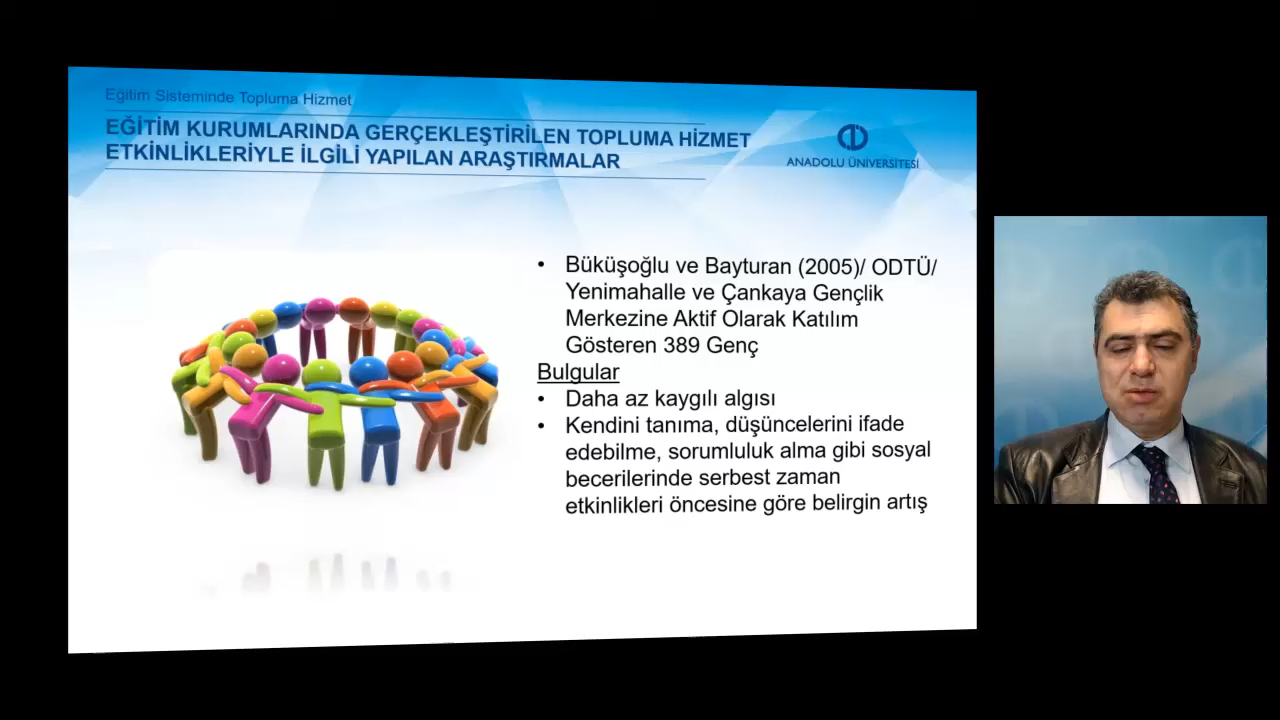 Eğitim Sisteminde Topluma Hizmet
EĞİTİM KURUMLARINDA GERÇEKLEŞTİRİLEN TOPLUMA HİZMET
ETKİNLİKLERİYLE İLGİLİ YAPILAN ARAŞTIRMALAR
ANADOLU ÜNİVERSİTESİ
• Büküşoğlu ve Bayturan (2005)/ ODTÜ/
Yenimahalle ve Çankaya Gençlik
Merkezine Aktif Olarak Katılım
Gösteren 389 Genç
Bulgular
• Daha az kaygılı algısı
• Kendini tanıma, düşüncelerini ifade
edebilme, sorumluluk alma gibi sosyal
becerilerinde serbest zaman
etkinlikleri öncesine göre belirgin artış